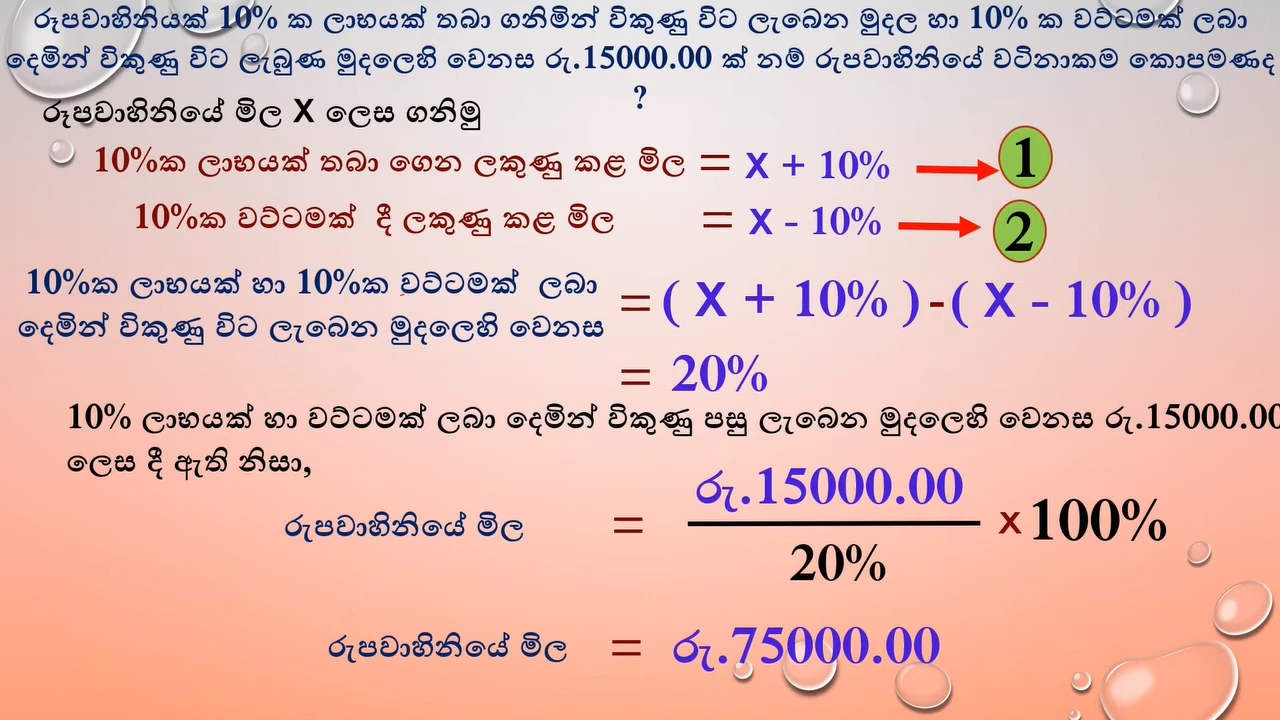 රූපවාහිනියක් 10% ක ලාභයක් තබා ගනිමින් විකුණු විට ලැබෙන මුදල හා 10% ක වට්ටමක් ලබා
දෙමින් විකුණු විට ලැබුණ මුදලෙහි වෙනස රු.15000.00 ක් නම් රුපවාහිනියේ වටිනාකම කොපමණද
?
රූපවාහිනියේ මිල X ලෙස ගනිමු
10%ක ලාභයක් තබා ගෙන ලකුණු කළ මිල = X + 10% 1
10%ක වට්ටමක් දී ලකුණු කළ මිල = X - 10% 2
10%ක ලාභයක් හා 10%ක වට්ටමක් ලබා
දෙමින් විකුණු විට ලැබෙන මුදලෙහි වෙනස = ( X + 10% ) - ( X - 10% )
= 20%
10% ලාභයක් හා වට්ටමක් ලබා දෙමින් විකුණු පසු ලැබෙන මුදලෙහි වෙනස රු.15000.00
ලෙස දී ඇති නිසා,
රුපවාහිනියේ මිල = රු.15000.00 x 100%
20%
රුපවාහිනියේ මිල = රු.75000.00